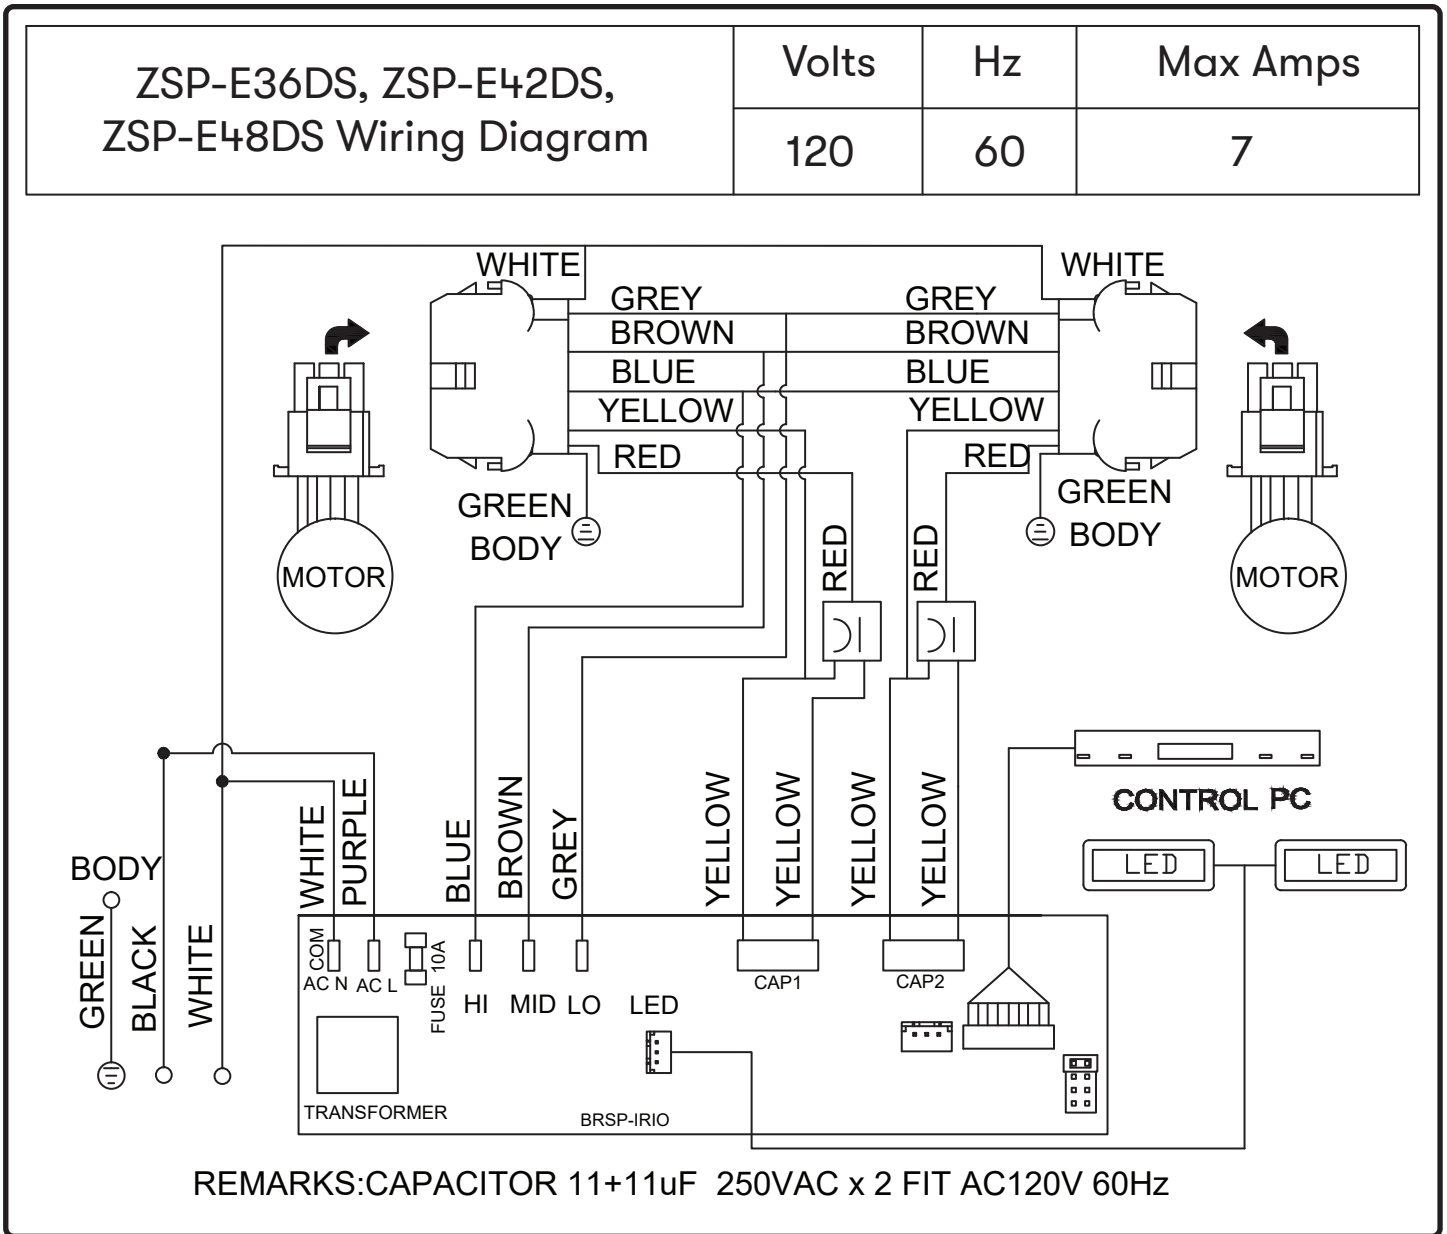 ZSP-E36DS, ZSP-E42DS,
ZSP-E48DS Wiring Diagram
Volts Hz Max Amps
120 60 7
WHITE WHITE
GREY GREY
BROWN BROWN
BLUE BLUE
YELLOW YELLOW
RED RED
GREEN GREEN
BODY BODY
MOTOR MOTOR
RED RED
CONTROL PC
LED LED
BODY
GREEN
BLACK
WHITE
WHITE
PURPLE
BLUE
BROWN
GREY
YELLOW
YELLOW
YELLOW
YELLOW
COM
AC N AC L
FUSE 10A
HI MID LO LED
CAP1 CAP2
TRANSFORMER
BRSP-IRIO
REMARKS:CAPACITOR 11+11uF 250VAC x 2 FIT AC120V 60Hz